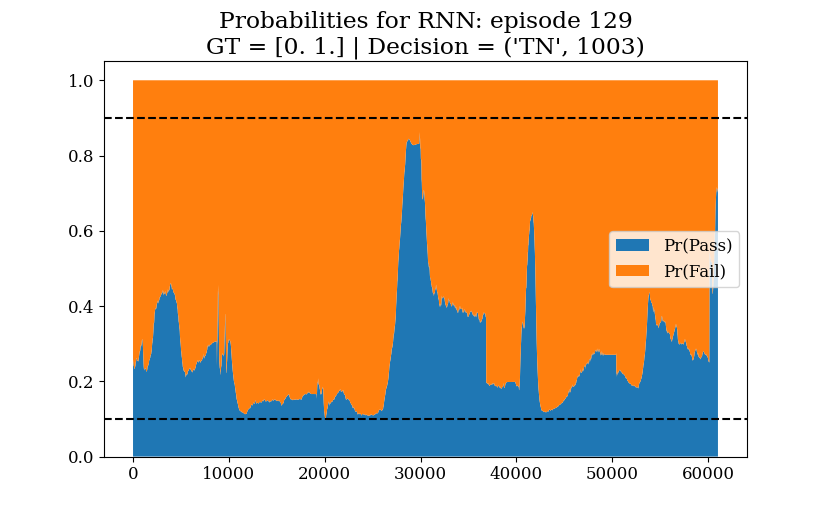 Probabilities for RNN: episode 129
GT = [0. 1.] | Decision = ('TN', 1003)
1.0
0.8
0.6
0.4
0.2
0.0
Pr(Pass)
Pr(Fail)
0 10000 20000 30000 40000 50000 60000